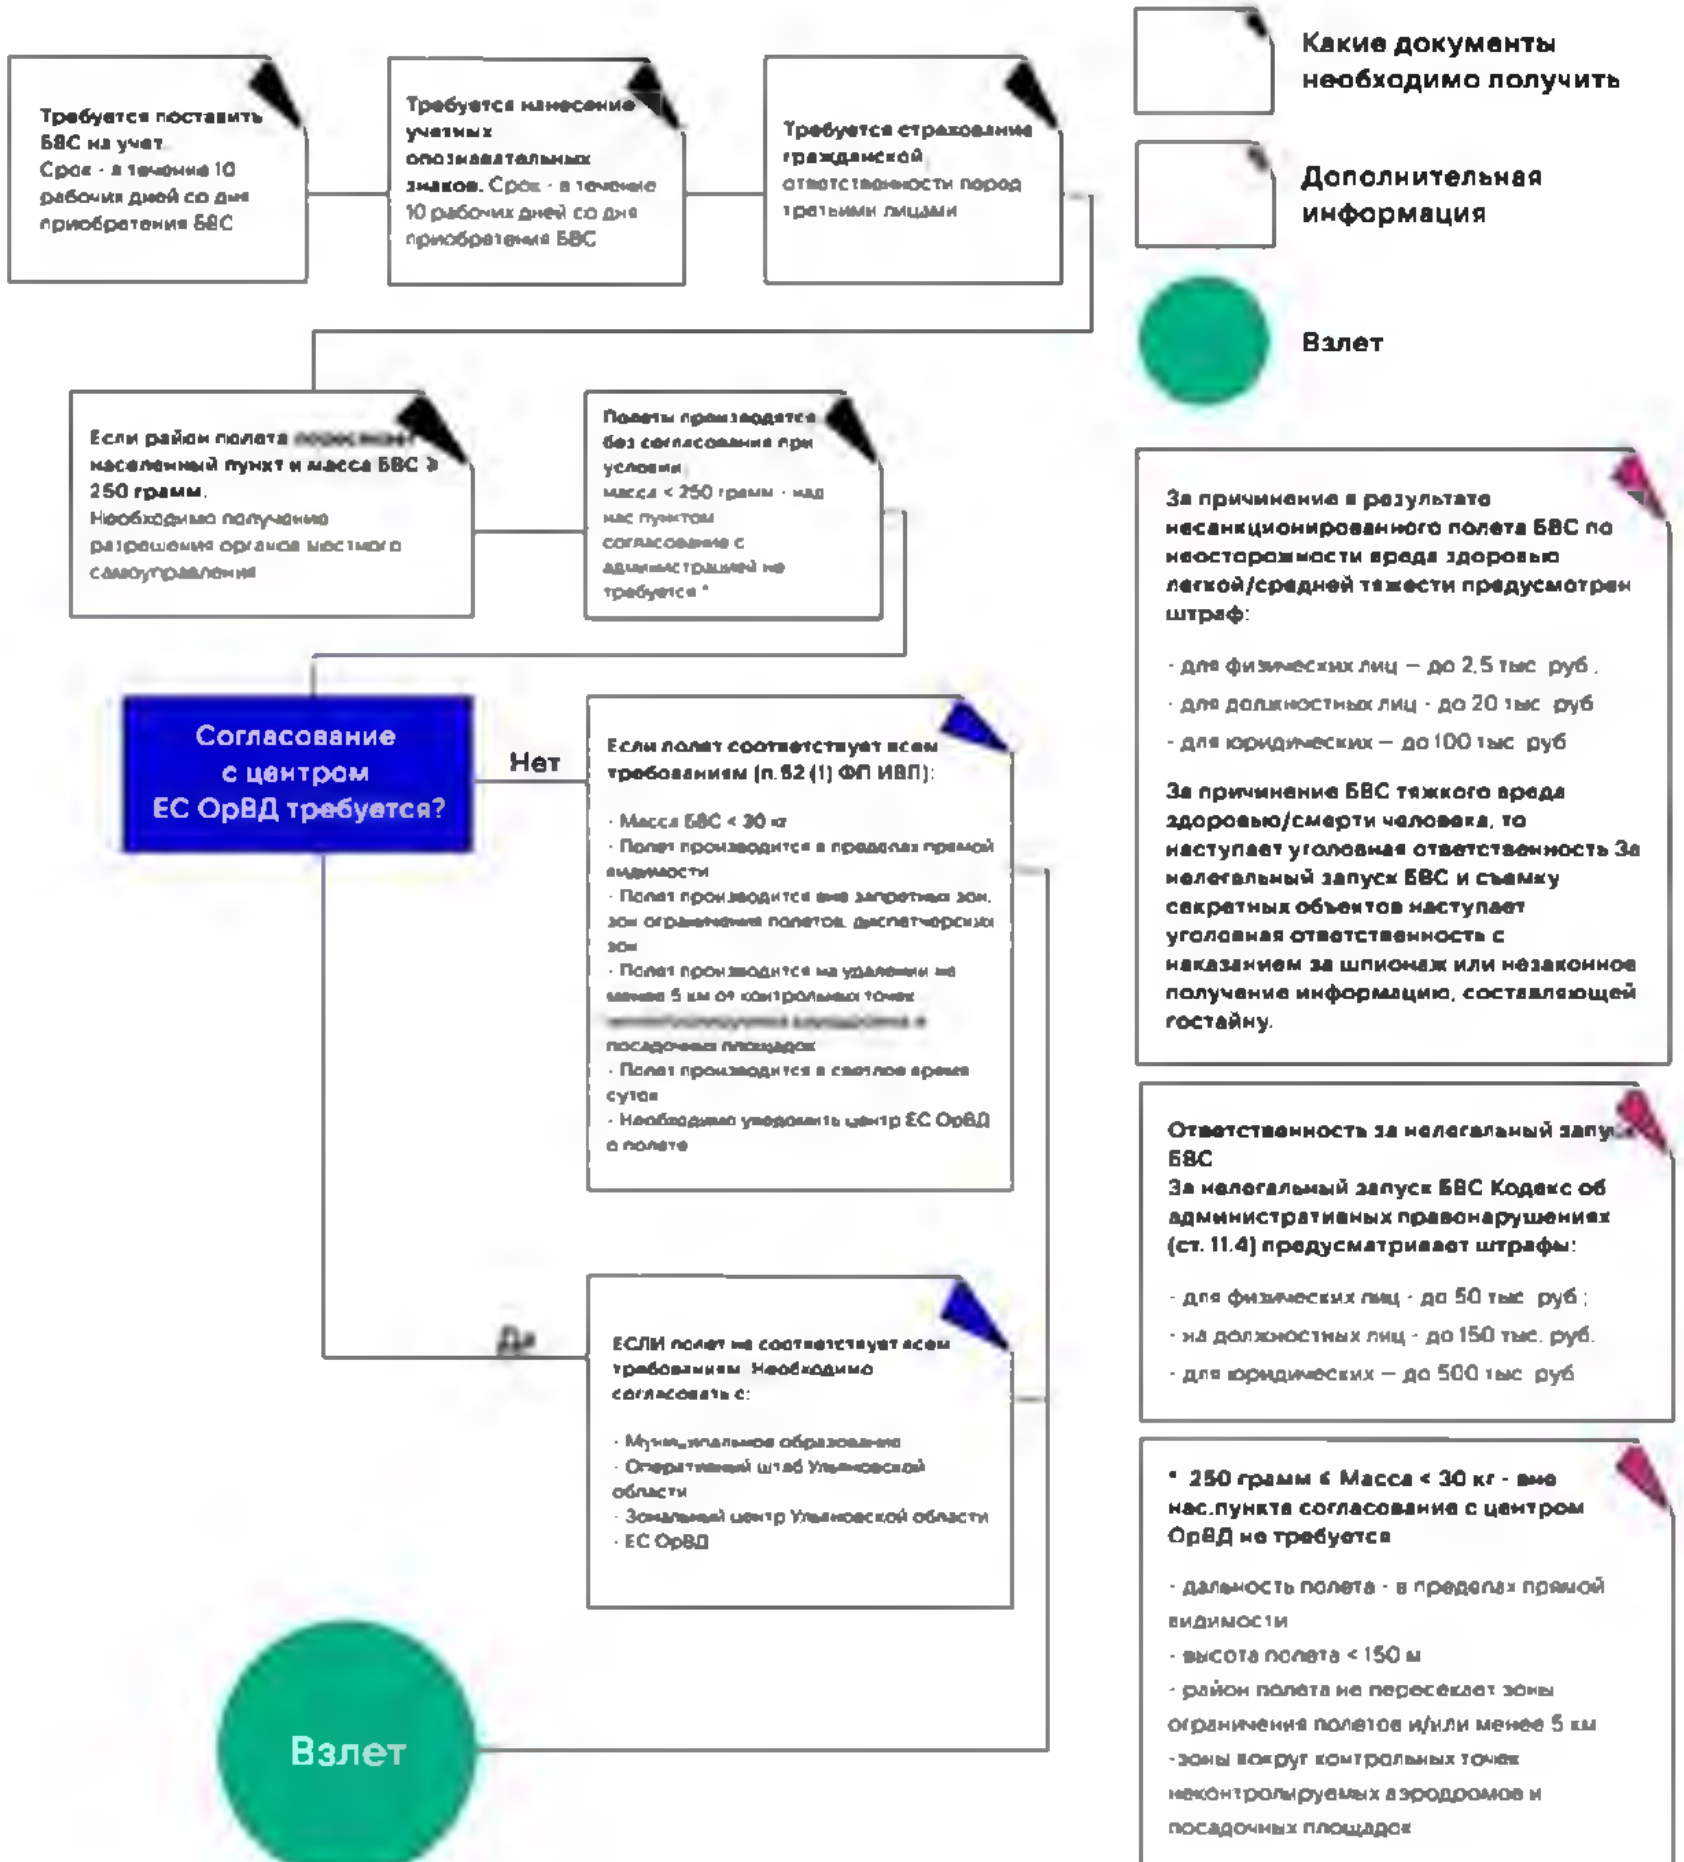 Требуется поставить
БВС на учет.
Срок - в течение 10
рабочих дней со дня
приобретения БВС
Требуется нанесение
учетных
опознавательных
знаков. Срок - в течение
10 рабочих дней со дня
приобретения БВС
Требуется страхование
гражданской
ответственности перед
третьими лицами
Какие документы
необходимо получить
Дополнительная
информация
Взлет
Если район полета пересекает
населенный пункт и масса БВС ≥
250 грамм.
Необходимо получение
разрешения органов местного
самоуправления
Полеты производятся
без согласования при
условии
масса < 250 грамм - над
нас пунктом
согласование с
администрацией не
требуется *
Согласование
с центром
ЕС ОрВД требуется?
Нет
Если полет соответствует всем
требованиям (п. 52 (1) ФП ИВП):
- Масса БВС < 30 кг
- Полет производится в пределах прямой
видимости
- Полет производится вне запретных зон,
зон ограничения полетов, диспетчерских
зон
- Полет производится на удалении не
менее 5 км от контрольных точек
неконтролируемых аэродромов и
посадочных площадок
- Полет производится в светлое время
суток
- Необходимо уведомить центр ЕС ОрВД
о полете
Да
ЕСЛИ полет не соответствует всем
требованиям. Необходимо
согласовать с:
- Муниципальное образование
- Оперативный штаб Ульяновской
области
- Зональный центр Ульяновской области
- ЕС ОрВД
Взлет
За причинение в результате
несанкционированного полета БВС по
неосторожности вреда здоровью
легкой/средней тяжести предусмотрен
штраф:
- для физических лиц – до 2,5 тыс руб.,
- для должностных лиц - до 20 тыс руб
- для юридических – до 100 тыс руб
За причинение БВС тяжкого вреда
здоровью/смерти человека, то
наступает уголовная ответственность За
нелегальный запуск БВС и съемку
секретных объектов наступает
уголовная ответственность с
наказанием за шпионаж или незаконное
получение информацию, составляющей
гостайну.
Ответственность за нелегальный запуск
БВС
За нелегальный запуск БВС Кодекс об
административных правонарушениях
(ст. 11.4) предусматривает штрафы:
- для физических лиц - до 50 тыс руб ;
- на должностных лиц - до 150 тыс. руб.
- для юридических – до 500 тыс руб
* 250 грамм ≤ Масса < 30 кг - вне
нас.пункта согласование с центром
ОрВД не требуется
- дальность полета - в пределах прямой
видимости
- высота полета < 150 м
- район полета не пересекает зоны
ограничения полетов и/или менее 5 км
-зоны вокруг контрольных точек
неконтролируемых аэродромов и
посадочных площадок